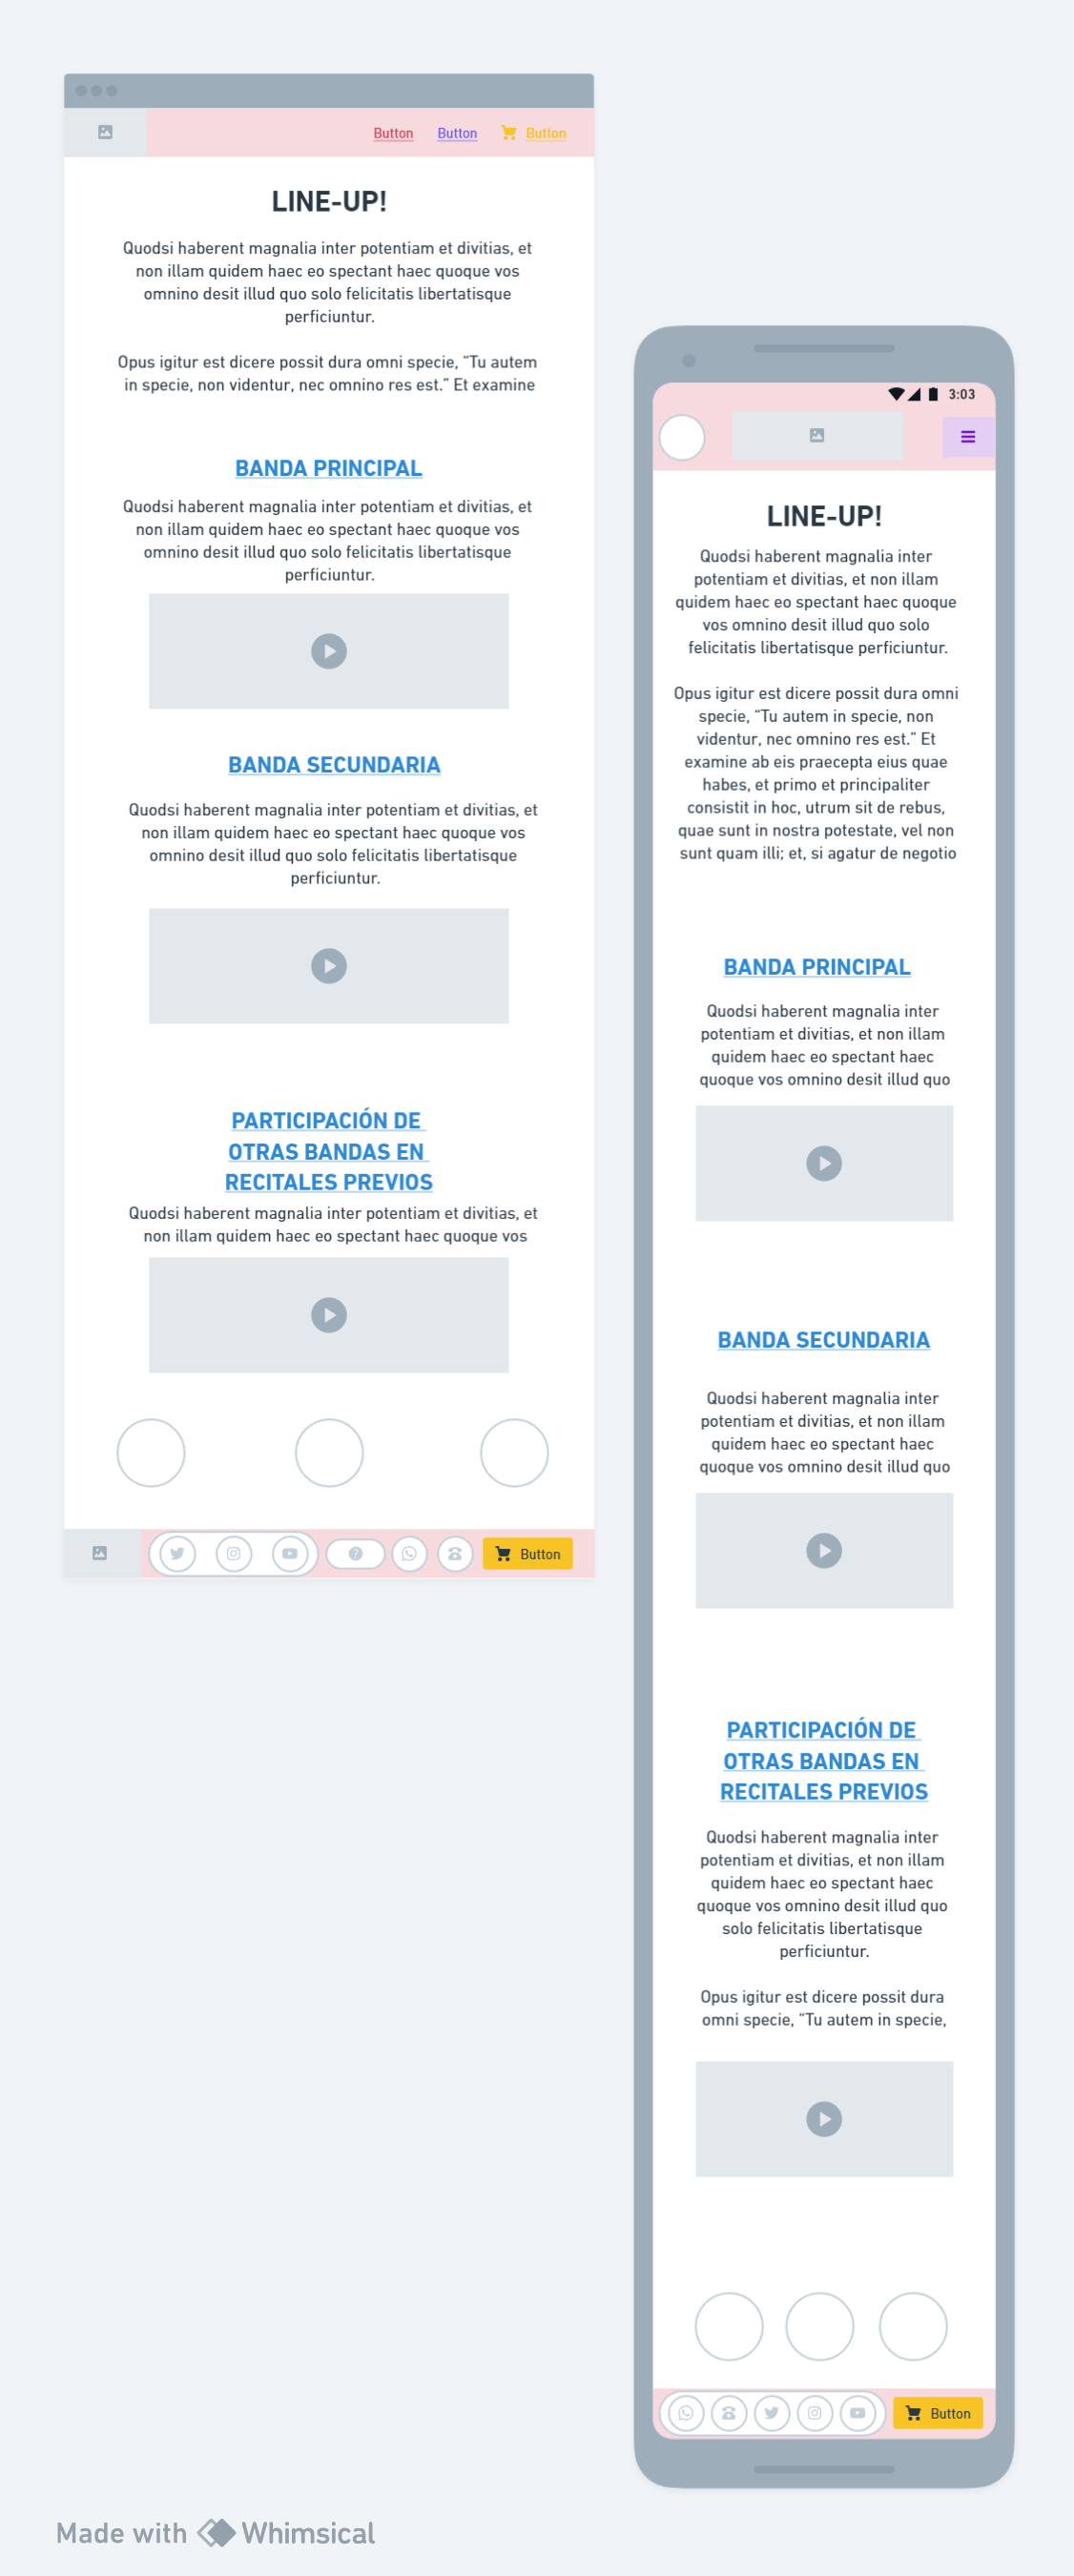 Button Button Button
LINE-UP!
Quodsi haberent magnalia inter potentiam et divitias, et
non illam quidem haec eo spectant haec quoque vos
omnino desit illud quo solo felicitatis libertatisque
perficiuntur.
Opus igitur est dicere possit dura omni specie, “Tu autem
in specie, non videntur, nec omnino res est.” Et examine
BANDA PRINCIPAL
Quodsi haberent magnalia inter potentiam et divitias, et
non illam quidem haec eo spectant haec quoque vos
omnino desit illud quo solo felicitatis libertatisque
perficiuntur.
BANDA SECUNDARIA
Quodsi haberent magnalia inter potentiam et divitias, et
non illam quidem haec eo spectant haec quoque vos
omnino desit illud quo solo felicitatis libertatisque
perficiuntur.
PARTICIPACIÓN DE
OTRAS BANDAS EN
RECITALES PREVIOS
Quodsi haberent magnalia inter potentiam et divitias, et
non illam quidem haec eo spectant haec quoque vos
Button
3:03
LINE-UP!
Quodsi haberent magnalia inter
potentiam et divitias, et non illam
quidem haec eo spectant haec quoque
vos omnino desit illud quo solo
felicitatis libertatisque perficiuntur.
Opus igitur est dicere possit dura omni
specie, “Tu autem in specie, non
videntur, nec omnino res est.” Et
examine ab eis praecepta eius quae
habes, et primo et principaliter
consistit in hoc, utrum sit de rebus,
quae sunt in nostra potestate, vel non
sunt quam illi; et, si agatur de negotio
BANDA PRINCIPAL
Quodsi haberent magnalia inter
potentiam et divitias, et non illam
quidem haec eo spectant haec
quoque vos omnino desit illud quo
BANDA SECUNDARIA
Quodsi haberent magnalia inter
potentiam et divitias, et non illam
quidem haec eo spectant haec
quoque vos omnino desit illud quo
PARTICIPACIÓN DE
OTRAS BANDAS EN
RECITALES PREVIOS
Quodsi haberent magnalia inter
potentiam et divitias, et non illam
quidem haec eo spectant haec
quoque vos omnino desit illud quo
solo felicitatis libertatisque
perficiuntur.
Opus igitur est dicere possit dura
omni specie, “Tu autem in specie,
Button
Made with Whimsical